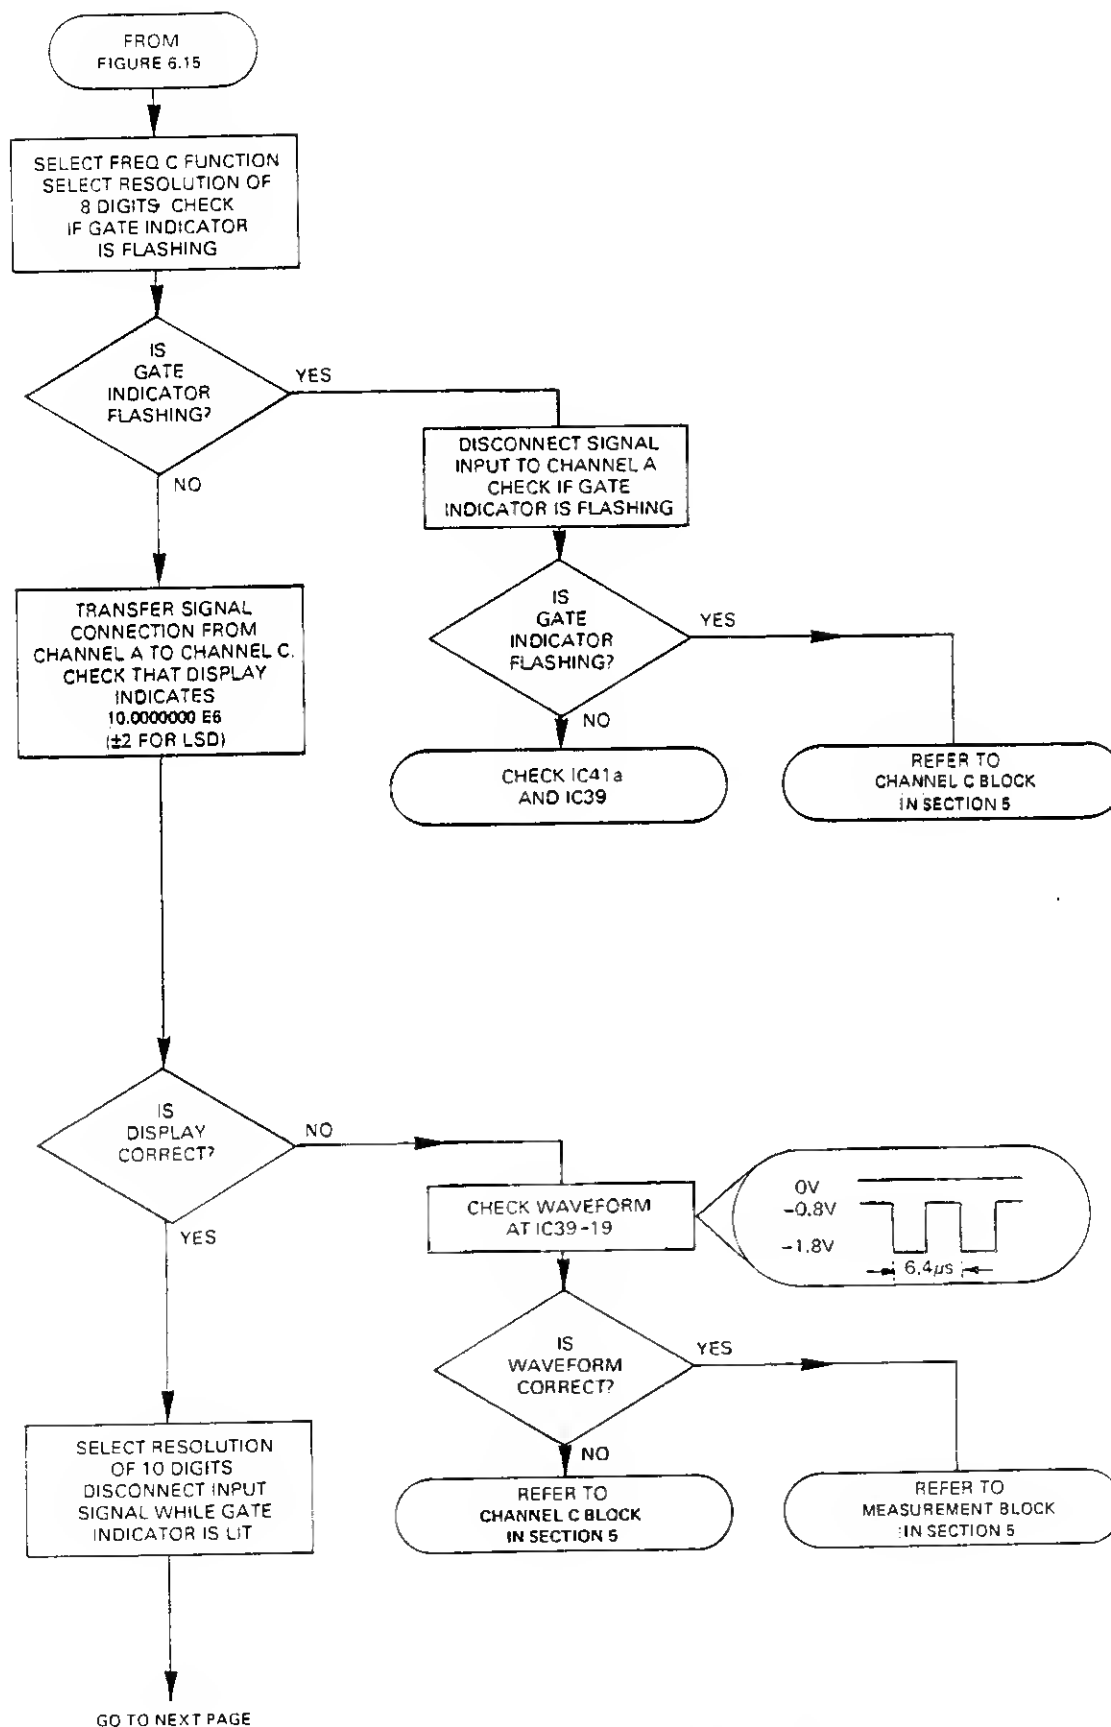 FROM
FIGURE 6.15
SELECT FREQ C FUNCTION
SELECT RESOLUTION OF
8 DIGITS. CHECK
IF GATE INDICATOR
IS FLASHING
IS
GATE
INDICATOR
FLASHING?
YES
NO
DISCONNECT SIGNAL
INPUT TO CHANNEL A
CHECK IF GATE
INDICATOR IS FLASHING
IS
GATE
INDICATOR
FLASHING?
YES
NO
CHECK IC41a
AND IC39
REFER TO
CHANNEL C BLOCK
IN SECTION 5
TRANSFER SIGNAL
CONNECTION FROM
CHANNEL A TO CHANNEL C.
CHECK THAT DISPLAY
INDICATES
10.0000000 E6
(±2 FOR LSD)
IS
DISPLAY
CORRECT?
NO
YES
CHECK WAVEFORM
AT IC39-19
0V
-0.8V
-1.8V
6.4µs
IS
WAVEFORM
CORRECT?
YES
NO
REFER TO
CHANNEL C BLOCK
IN SECTION 5
REFER TO
MEASUREMENT BLOCK
IN SECTION 5
SELECT RESOLUTION
OF 10 DIGITS
DISCONNECT INPUT
SIGNAL WHILE GATE
INDICATOR IS LIT
GO TO NEXT PAGE